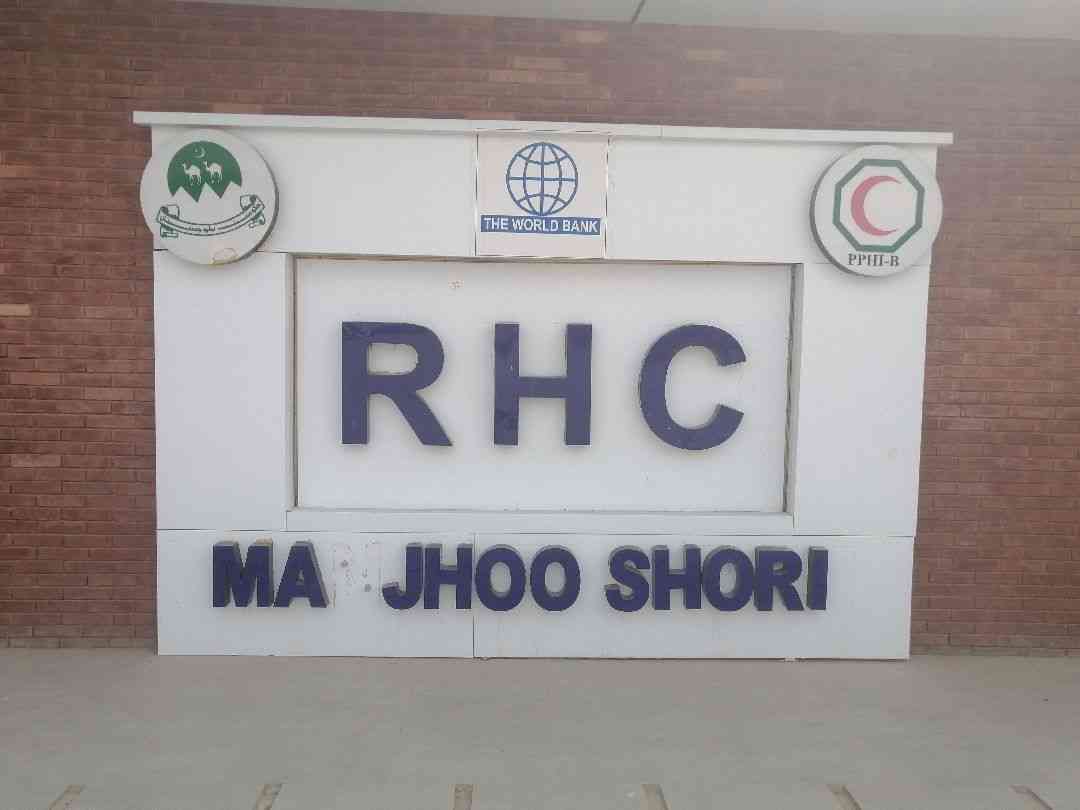 THE WORLD BANK
PPHI-B
RHC
MA JHOO SHORI